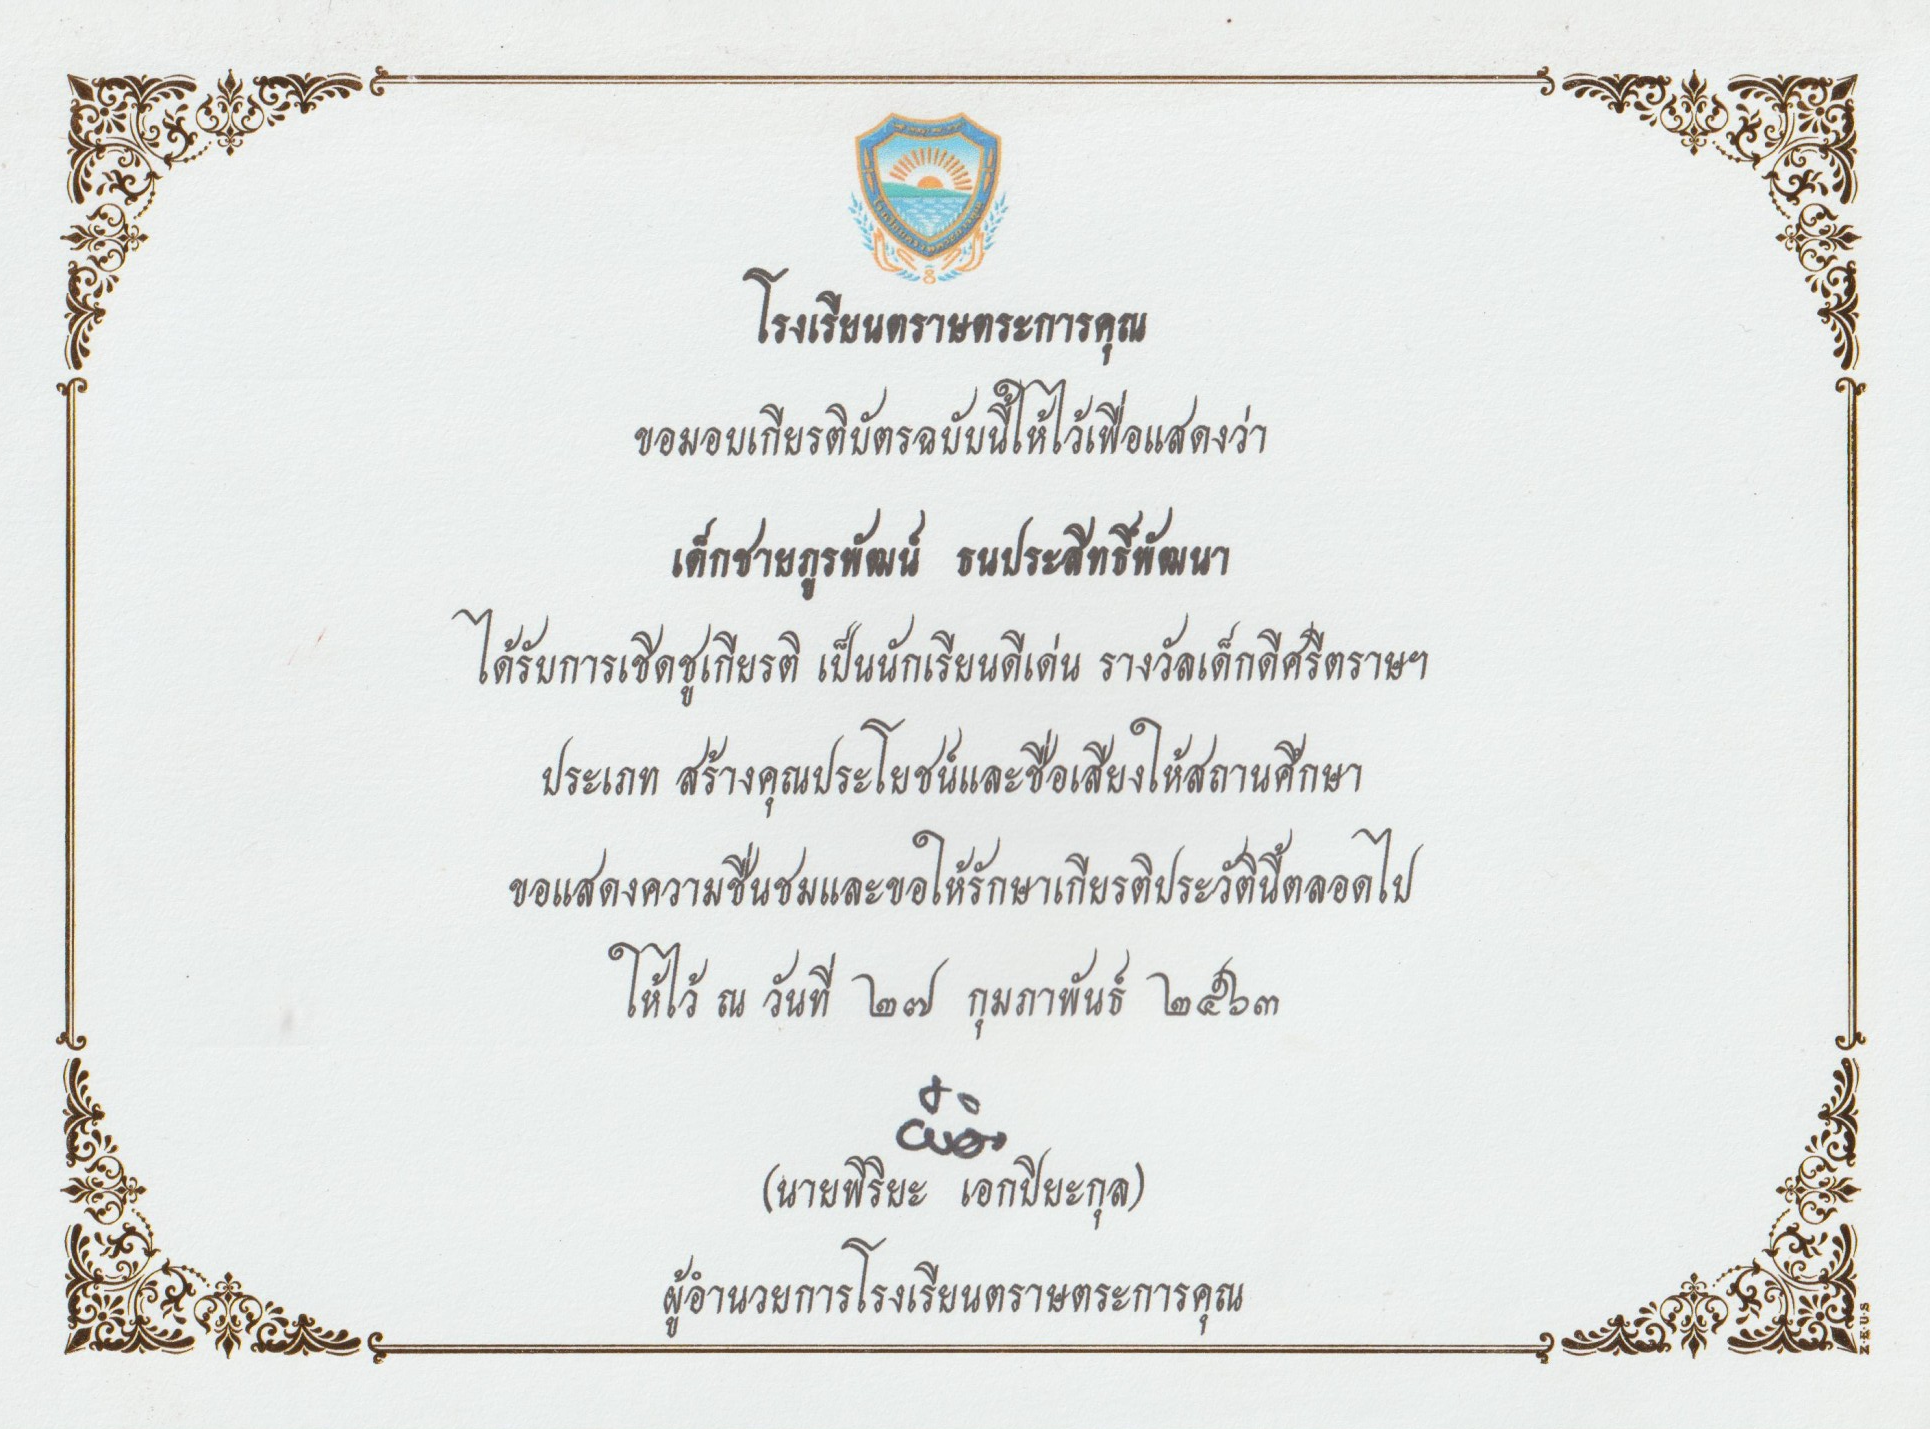 โรงเรียนตราษตระการคุณ
ขอมอบเกียรติบัตรฉบับนี้ให้ไว้เพื่อแสดงว่า
เด็กชายภูรพัฒน์ ธนประสิทธิ์พัฒนา
ได้รับการเชิดชูเกียรติ เป็นนักเรียนดีเด่น รางวัลเด็กดีศรีตราษฯ
ประเภท สร้างคุณประโยชน์และชื่อเสียงให้สถานศึกษา
ขอแสดงความชื่นชมและขอให้รักษาเกียรติประวัตินี้ตลอดไป
ให้ไว้ ณ วันที่ ๒๗ กุมภาพันธ์ ๒๕๖๓
(นายพิริยะ เอกปิยะกุล)
ผู้อำนวยการโรงเรียนตราษตระการคุณ